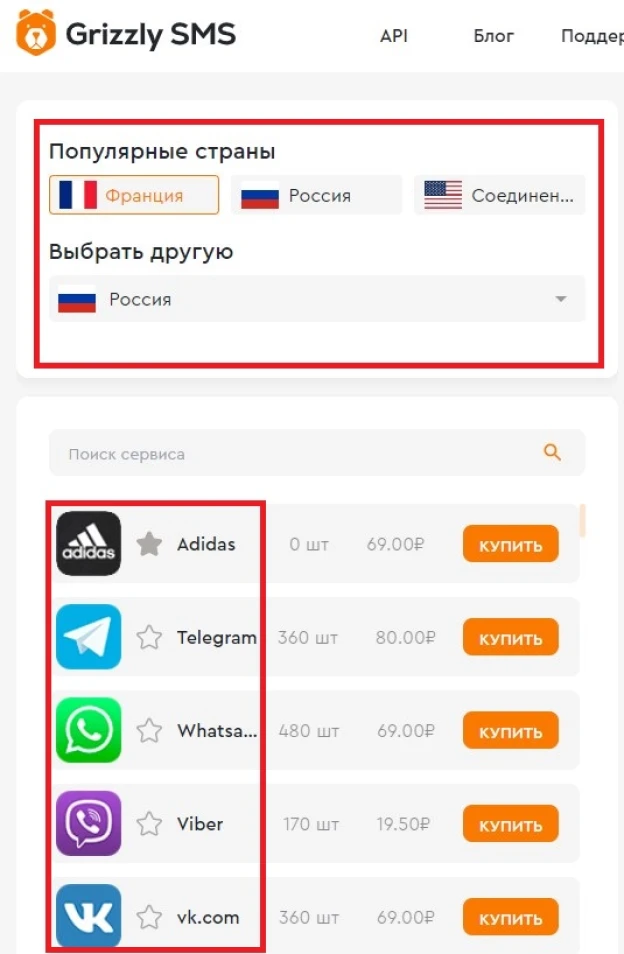 Grizzly SMS API Блог Поддер
Популярные страны
Франция Россия Соединен...
Выбрать другую
Россия
Поиск сервиса
adidas Adidas 0 шт 69.00₽ КУПИТЬ
Telegram 360 шт 80.00₽ КУПИТЬ
Whatsa... 480 шт 69.00₽ КУПИТЬ
Viber 170 шт 19.50₽ КУПИТЬ
vk.com 360 шт 69.00₽ КУПИТЬ